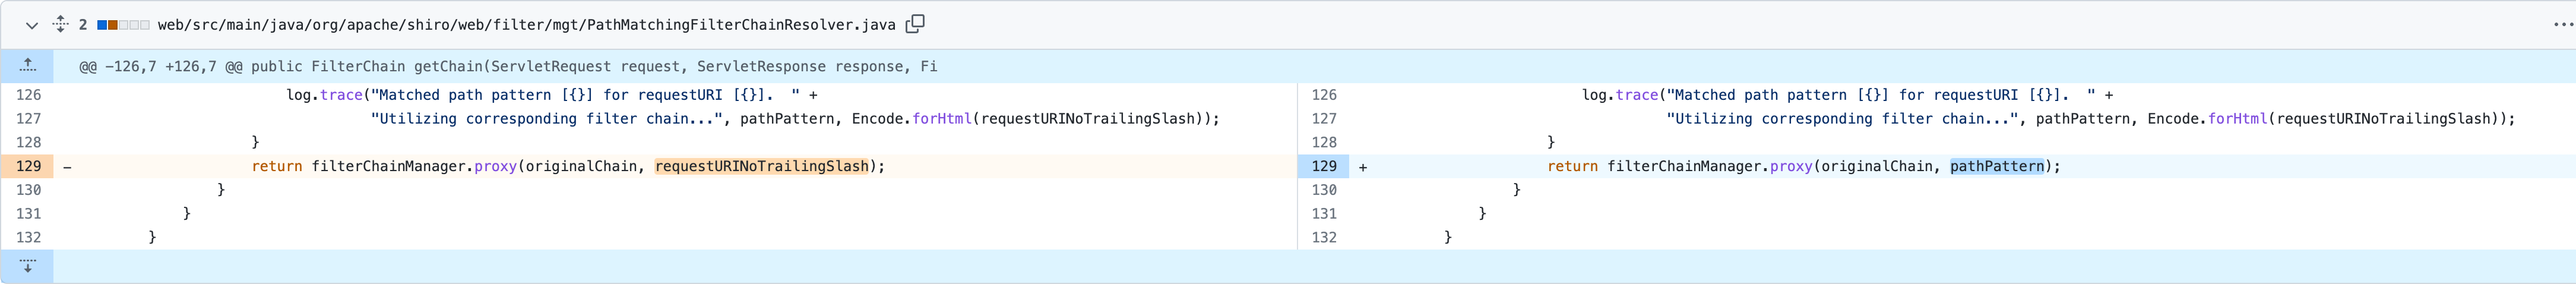 2 web/src/main/java/org/apache/shiro/web/filter/mgt/PathMatchingFilterChainResolver.java
@@ -126,7 +126,7 @@ public FilterChain getChain(ServletRequest request, ServletResponse response, Fi
126 log.trace("Matched path pattern [{}] for requestURI [{}].  " +
127 "Utilizing corresponding filter chain...", pathPattern, Encode.forHtml(requestURINoTrailingSlash));
128 }
129 - return filterChainManager.proxy(originalChain, requestURINoTrailingSlash);
130 }
131 }
132 }
126 log.trace("Matched path pattern [{}] for requestURI [{}].  " +
127 "Utilizing corresponding filter chain...", pathPattern, Encode.forHtml(requestURINoTrailingSlash));
128 }
129 + return filterChainManager.proxy(originalChain, pathPattern);
130 }
131 }
132 }